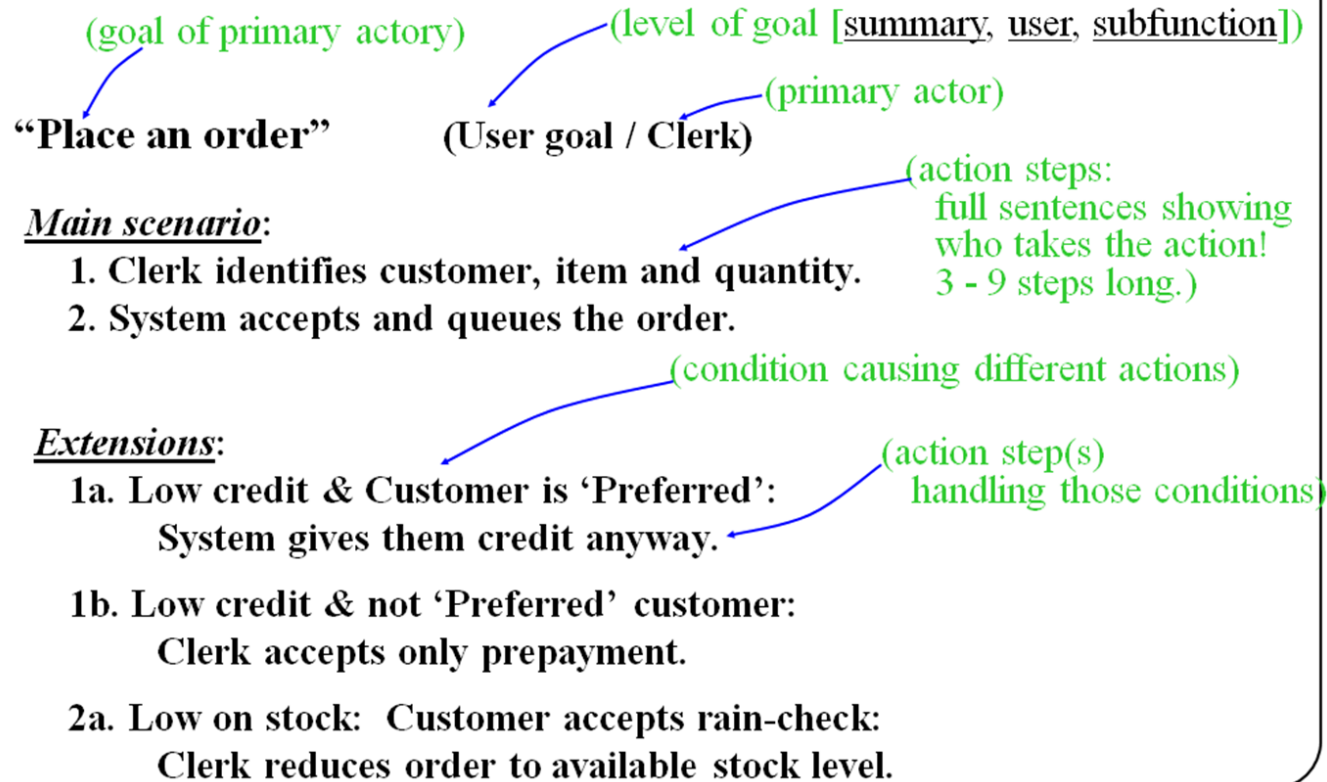 (goal of primary actory)
(level of goal [summary, user, subfunction])
(primary actor)
“Place an order” (User goal / Clerk)
(action steps:
full sentences showing
who takes the action!
3 - 9 steps long.)
Main scenario:
1. Clerk identifies customer, item and quantity.
2. System accepts and queues the order.
(condition causing different actions)
Extensions:
(action step(s)
handling those conditions)
1a. Low credit & Customer is ‘Preferred’:
System gives them credit anyway.
1b. Low credit & not ‘Preferred’ customer:
Clerk accepts only prepayment.
2a. Low on stock: Customer accepts rain-check:
Clerk reduces order to available stock level.